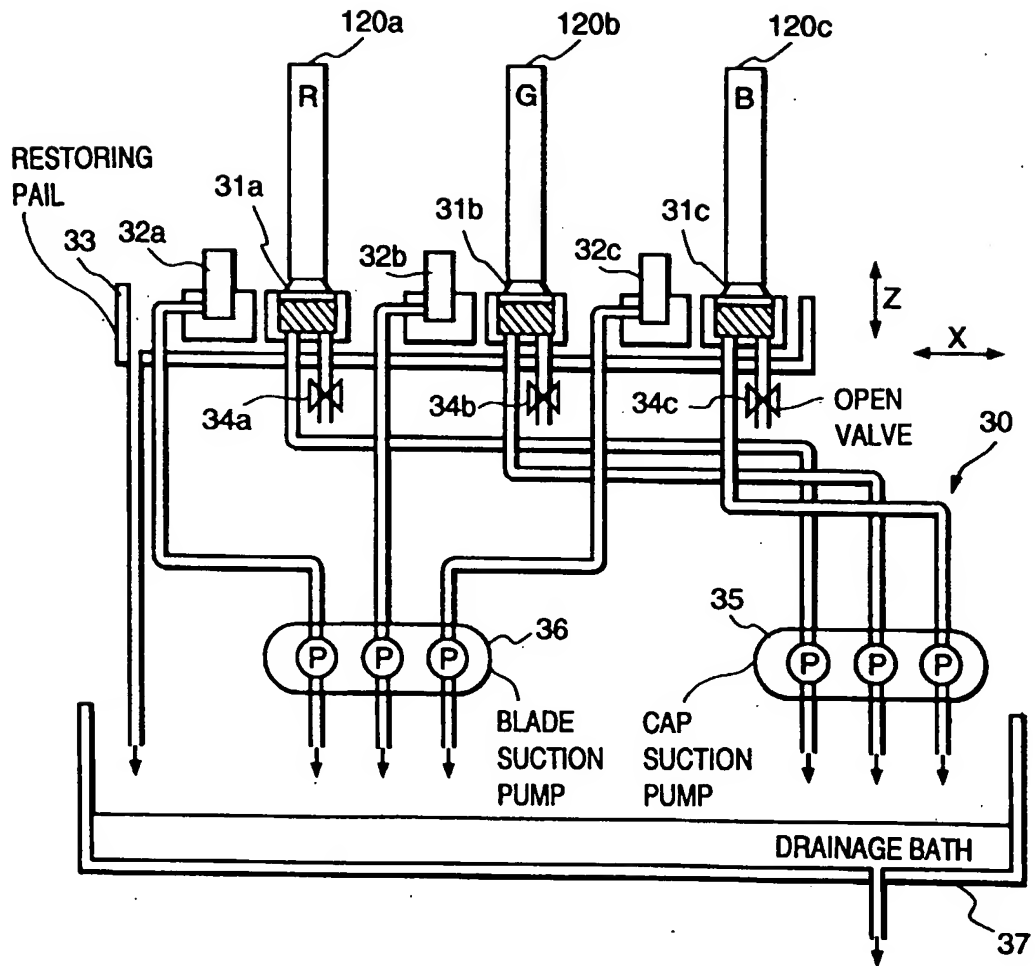 120a
120b
120c
R
G
B
RESTORING
PAIL
31a
31b
31c
33
32a
32b
32c
Z
X
34a
34b
34c
OPEN
VALVE
30
36
35
P
P
P
P
P
P
BLADE
SUCTION
PUMP
CAP
SUCTION
PUMP
DRAINAGE BATH
37